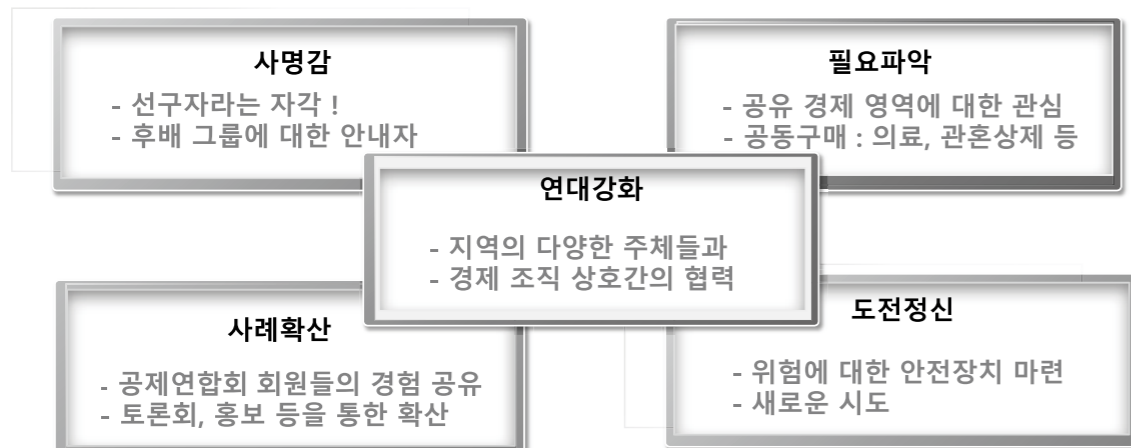 사명감
- 선구자라는 자각 !
- 후배 그룹에 대한 안내자
필요파악
- 공유 경제 영역에 대한 관심
- 공동구매 : 의료, 관혼상제 등
연대강화
- 지역의 다양한 주체들과
- 경제 조직 상호간의 협력
사례확산
- 공제연합회 회원들의 경험 공유
- 토론회, 홍보 등을 통한 확산
도전정신
- 위험에 대한 안전장치 마련
- 새로운 시도